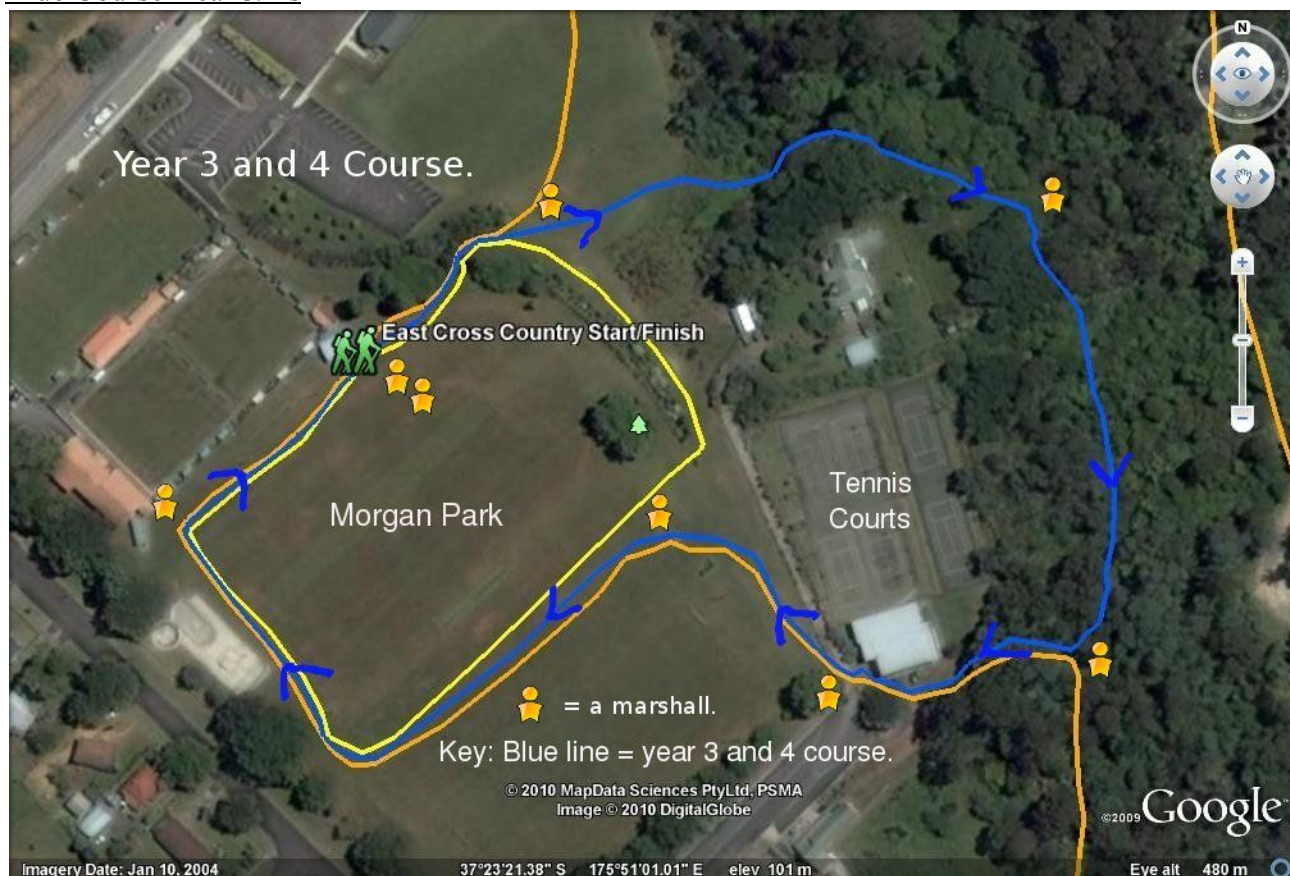 Year 3 and 4 Course.
N
East Cross Country Start/Finish
Morgan Park
Tennis
Courts
= a marshall.
Key: Blue line = year 3 and 4 course.
© 2010 MapData Sciences PtyLtd, PSMA
Image © 2010 DigitalGlobe
©2009 Google
Imagery Date: Jan 10, 2004 37°23'21.38" S 175°51'01.01" E elev 101 m Eye alt 480 m